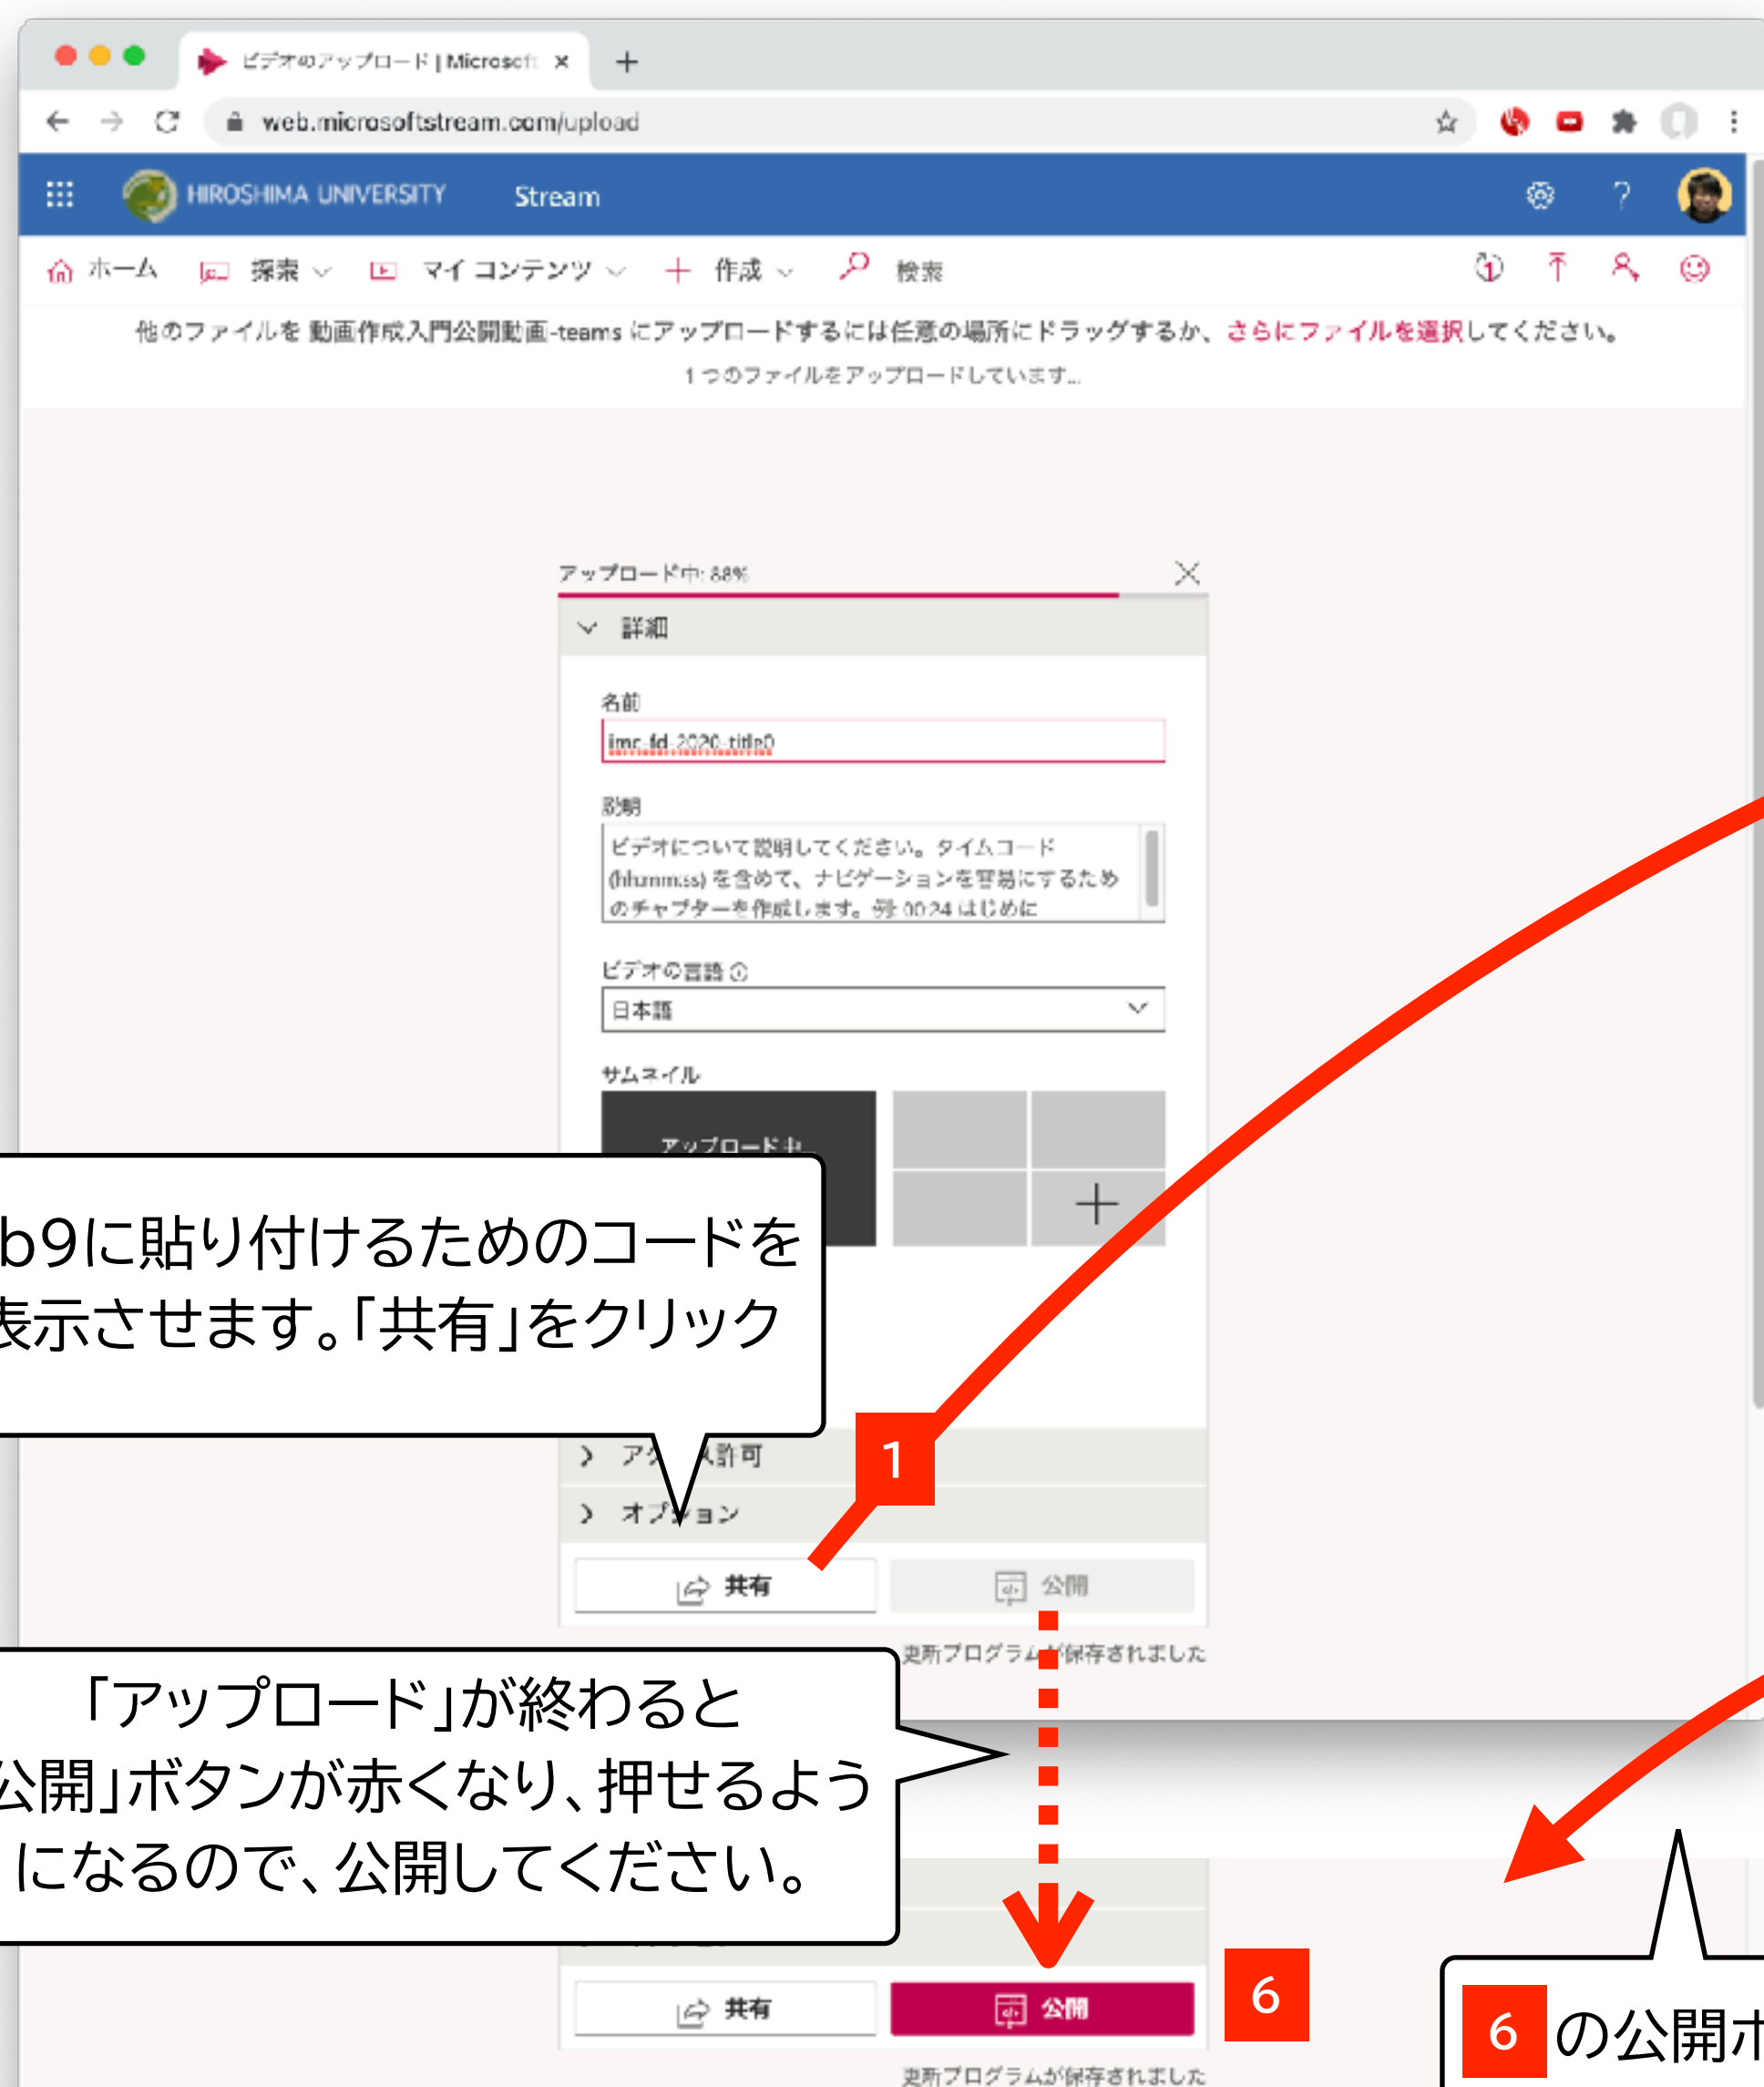 ビデオのアップロード | Microsoft
web.microsoftstream.com/upload
HIROSHIMA UNIVERSITY
Stream
ホーム
探索
マイ コンテンツ
作成
検索
他のファイルを 動画作成入門公開動画-teams にアップロードするには任意の場所にドラッグするか、さらにファイルを選択してください。
1 つのファイルをアップロードしています...
アップロード中: 88%
詳細
名前
imc-fd-2020-title0
説明
ビデオについて説明してください。タイムコード
(hh:mm:ss) を含めて、ナビゲーションを容易にするため
のチャプターを作成します。例: 00:24 はじめに
ビデオの言語
日本語
サムネイル
アップロード中...
b9に貼り付けるためのコードを
表示させます。「共有」をクリック
1
オプション
共有
公開
更新プログラムが保存されました
「アップロード」が終わると
公開」ボタンが赤くなり、押せるよう
になるので、公開してください。
共有
公開
6
6 の公開ボ
更新プログラムが保存されました